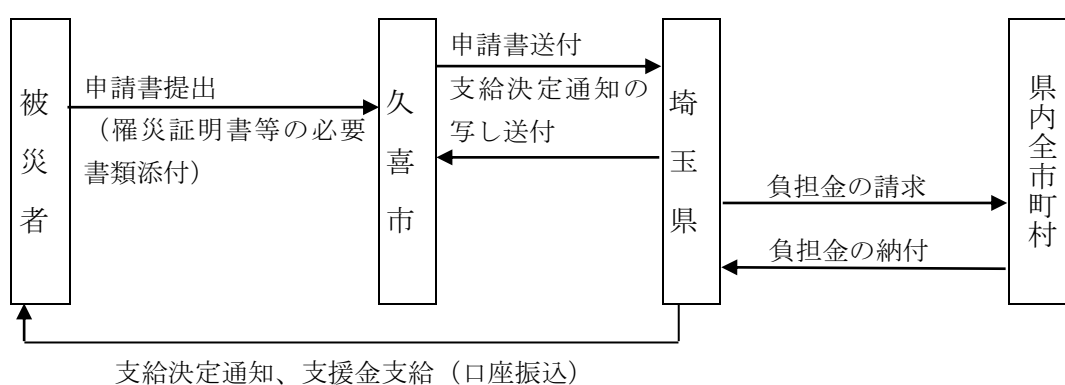 被災者
申請書提出
（罹災証明書等の必要
書類添付）
久喜市
申請書送付
支給決定通知の
写し送付
埼玉県
負担金の請求
負担金の納付
県内全市町村
支給決定通知、支援金支給（口座振込）